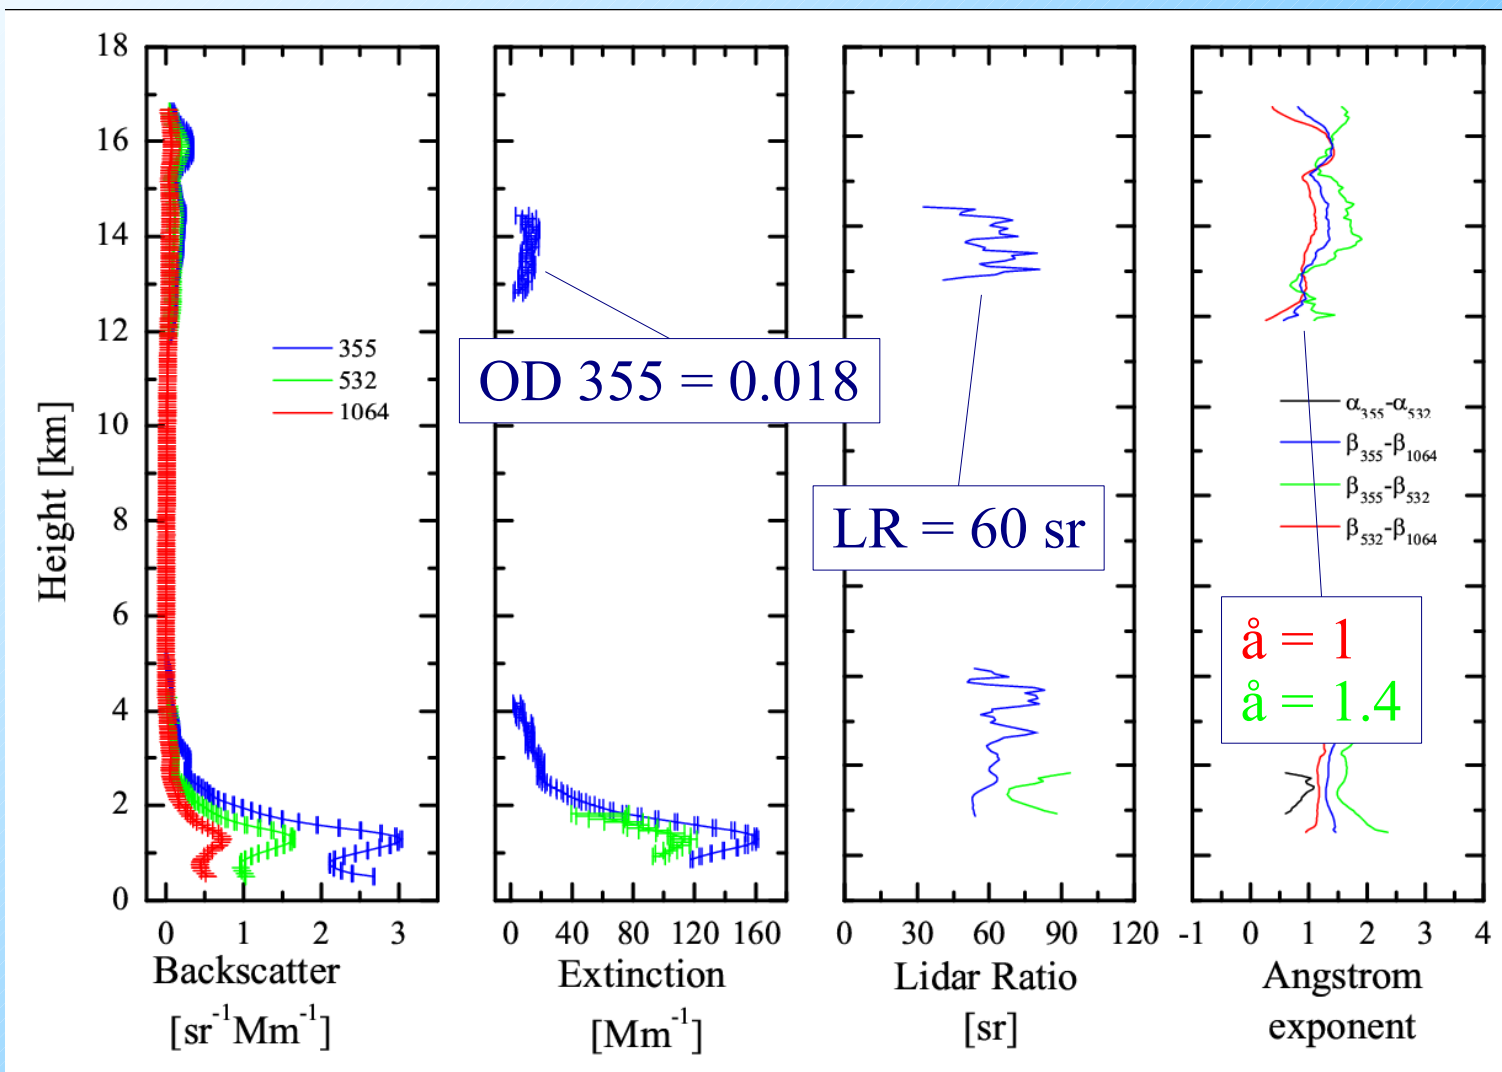 18
16
14
12
10
8
6
4
2
0
Height [km]
355
532
1064
0 1 2 3
Backscatter
[sr⁻¹Mm⁻¹]
OD 355 = 0.018
0 40 80 120 160
Extinction
[Mm⁻¹]
LR = 60 sr
0 30 60 90 120
Lidar Ratio
[sr]
α₃₅₅-α₅₃₂
β₃₅₅-β₁₀₆₄
β₃₅₅-β₅₃₂
β₅₃₂-β₁₀₆₄
å = 1
å = 1.4
-1 0 1 2 3 4
Angstrom
exponent